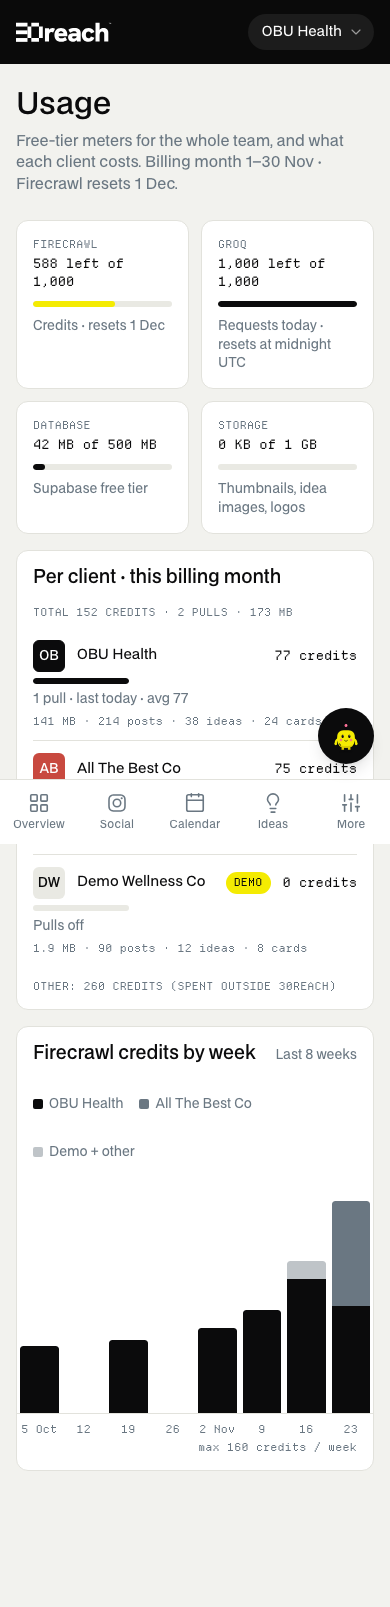 30reach
OBU Health
Usage
Free-tier meters for the whole team, and what
each client costs. Billing month 1–30 Nov ·
Firecrawl resets 1 Dec.
FIRECRAWL
588 left of
1,000
Credits · resets 1 Dec
GROQ
1,000 left of
1,000
Requests today ·
resets at midnight
UTC
DATABASE
42 MB of 500 MB
Supabase free tier
STORAGE
0 KB of 1 GB
Thumbnails, idea
images, logos
Per client · this billing month
TOTAL 152 CREDITS · 2 PULLS · 173 MB
OB
OBU Health
77 credits
1 pull · last today · avg 77
141 MB · 214 posts · 38 ideas · 24 cards
AB
All The Best Co
75 credits
Overview
Social
Calendar
Ideas
More
DW
Demo Wellness Co
DEMO
0 credits
Pulls off
1.9 MB · 90 posts · 12 ideas · 8 cards
OTHER: 260 CREDITS (SPENT OUTSIDE 30REACH)
Firecrawl credits by week
Last 8 weeks
OBU Health
All The Best Co
Demo + other
5 Oct
12
19
26
2 Nov
9
16
23
max 160 credits / week